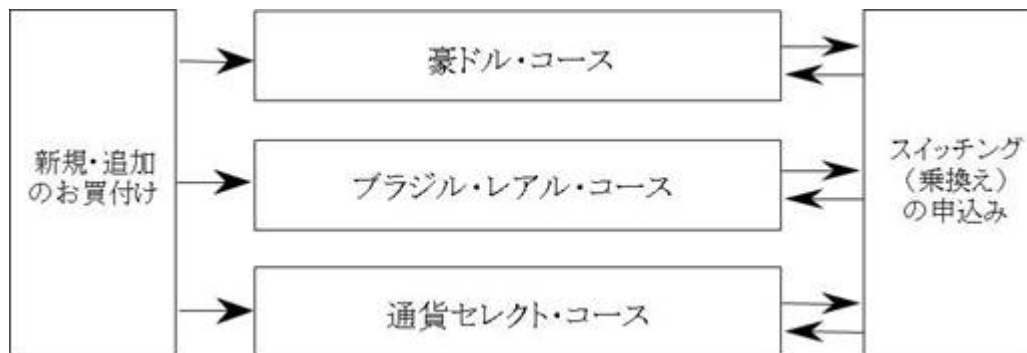 新規・追加
のお買付け
豪ドル・コース
ブラジル・レアル・コース
通貨セレクト・コース
スイッチング
（乗換え）
の申込み